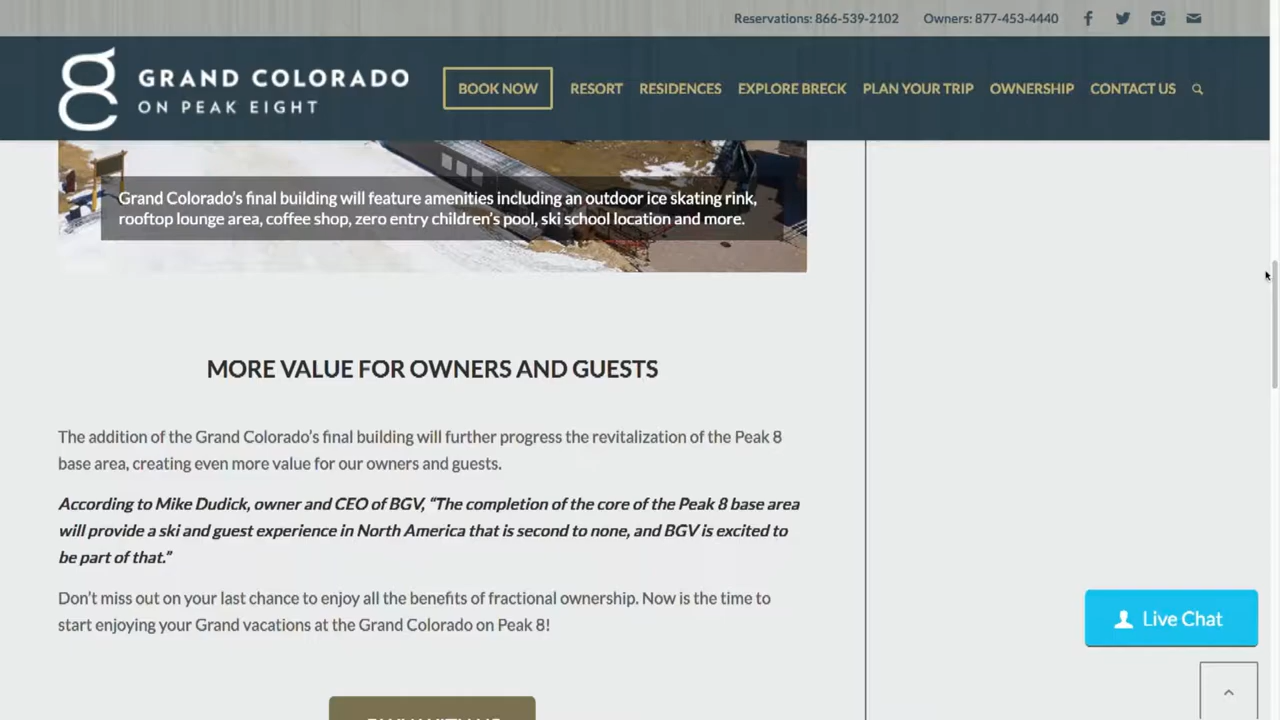 Reservations: 866-539-2102 Owners: 877-453-4440
GRAND COLORADO
ON PEAK EIGHT
BOOK NOW RESORT RESIDENCES EXPLORE BRECK PLAN YOUR TRIP OWNERSHIP CONTACT US
Grand Colorado's final building will feature amenities including an outdoor ice skating rink,
rooftop lounge area, coffee shop, zero entry children's pool, ski school location and more.
MORE VALUE FOR OWNERS AND GUESTS
The addition of the Grand Colorado's final building will further progress the revitalization of the Peak 8
base area, creating even more value for our owners and guests.
According to Mike Dudick, owner and CEO of BGV, “The completion of the core of the Peak 8 base area
will provide a ski and guest experience in North America that is second to none, and BGV is excited to
be part of that.”
Don't miss out on your last chance to enjoy all the benefits of fractional ownership. Now is the time to
start enjoying your Grand vacations at the Grand Colorado on Peak 8!
Live Chat